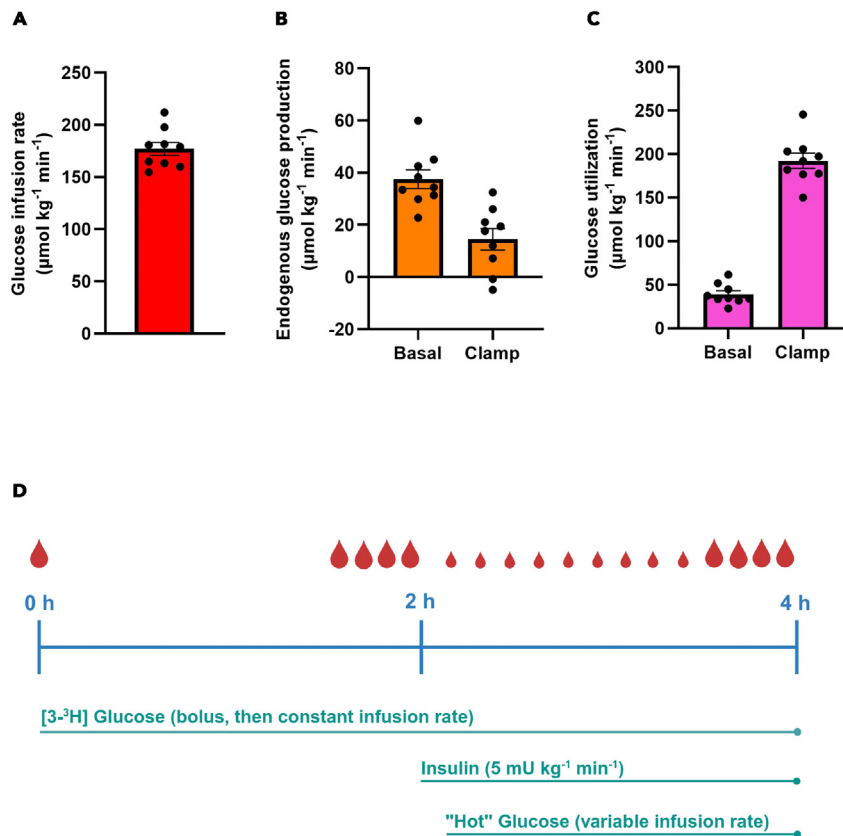 A
Glucose infusion rate
(μmol kg⁻¹ min⁻¹)
250
200
150
100
50
0
B
Endogenous glucose production
(μmol kg⁻¹ min⁻¹)
80
60
40
20
0
-20
Basal
Clamp
C
Glucose utilization
(μmol kg⁻¹ min⁻¹)
300
250
200
150
100
50
0
Basal
Clamp
D
0 h
2 h
4 h
[3-³H] Glucose (bolus, then constant infusion rate)
Insulin (5 mU kg⁻¹ min⁻¹)
"Hot" Glucose (variable infusion rate)